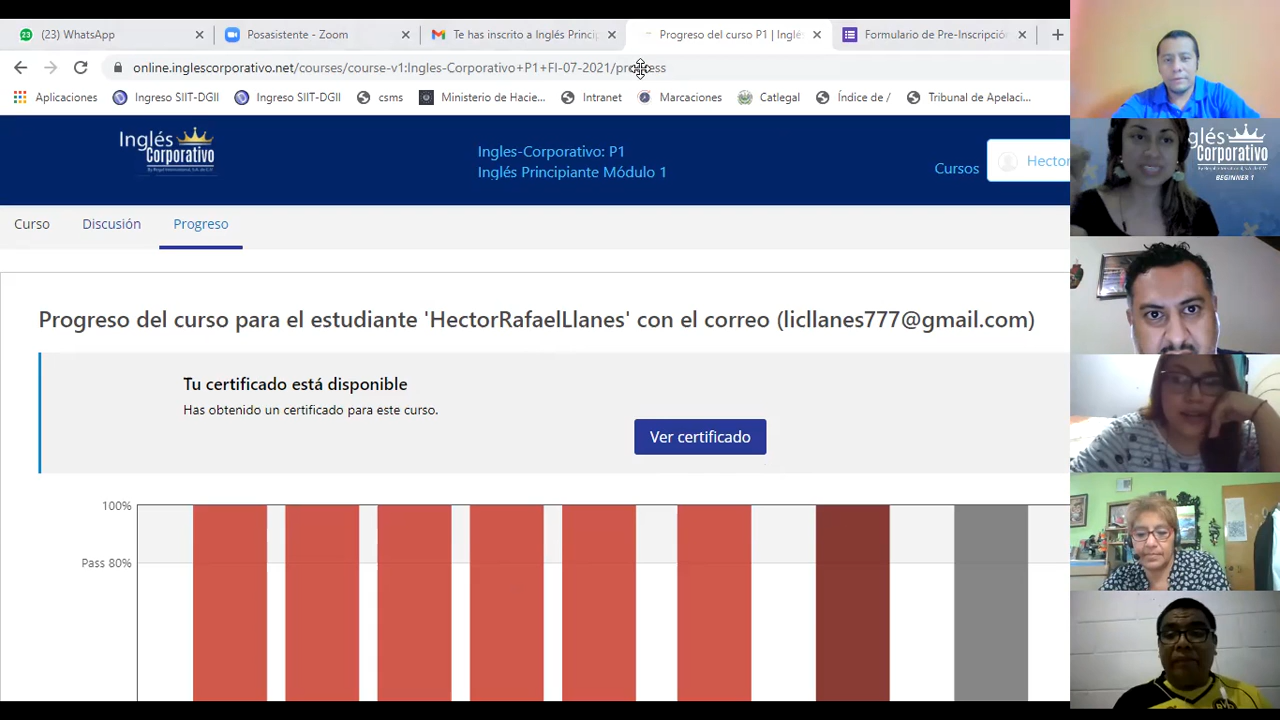 23 (23) WhatsApp
Posasistente - Zoom
Te has inscrito a Inglés Princip
Progreso del curso P1 | Inglés
Formulario de Pre-Inscripción
online.inglescorporativo.net/courses/course-v1:Ingles-Corporativo+P1+FI-07-2021/progress
Aplicaciones
Ingreso SIIT-DGII
Ingreso SIIT-DGII
csms
Ministerio de Hacie...
Intranet
Marcaciones
Catlegal
Índice de /
Tribunal de Apelaci...
Inglés
Corporativo
Ingles-Corporativo: P1
Inglés Principiante Módulo 1
Cursos
Hector
glés
Corporativo
BEGINNER 1
Curso
Discusión
Progreso
Progreso del curso para el estudiante 'HectorRafaelLlanes' con el correo (licllanes777@gmail.com)
Tu certificado está disponible
Has obtenido un certificado para este curso.
Ver certificado
100%
Pass 80%